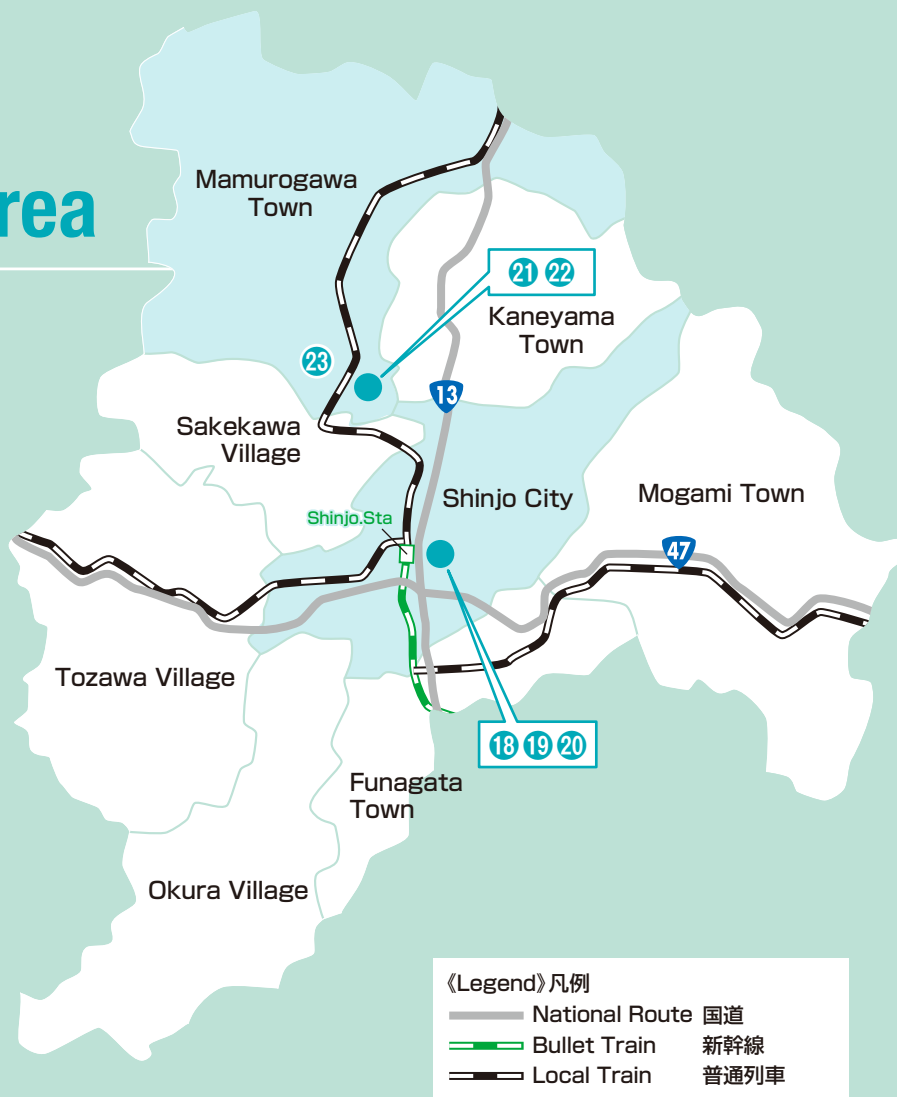 rea
Mamurogawa
Town
㉑ ㉒
Kaneyama
Town
㉓
13
Sakekawa
Village
Shinjo City
Mogami Town
Shinjo.Sta
47
Tozawa Village
⑱ ⑲ ⑳
Funagata
Town
Okura Village
《Legend》凡例
National Route 国道
Bullet Train 新幹線
Local Train 普通列車